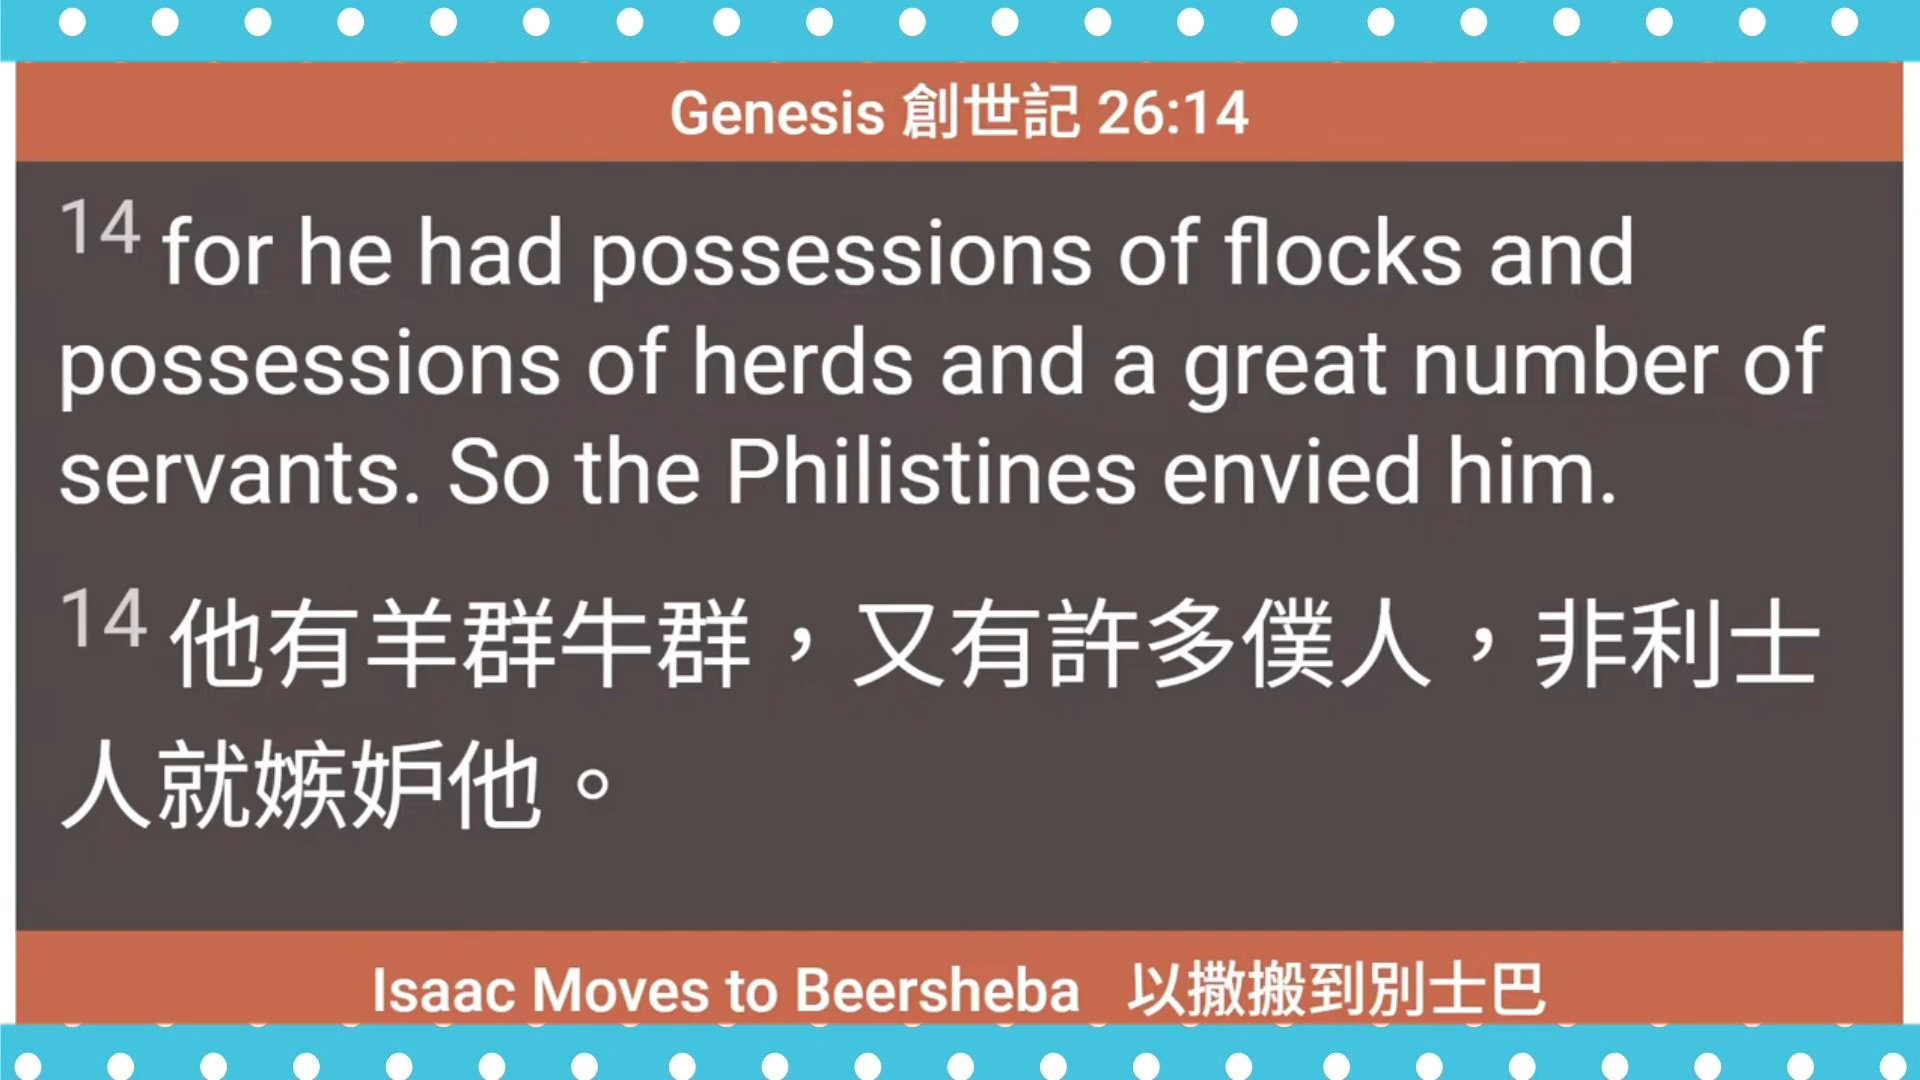 Genesis 創世記 26:14
14 for he had possessions of flocks and
possessions of herds and a great number of
servants. So the Philistines envied him.
14 他有羊群牛群，又有許多僕人，非利士
人就嫉妒他。
Isaac Moves to Beersheba 以撒搬到別士巴